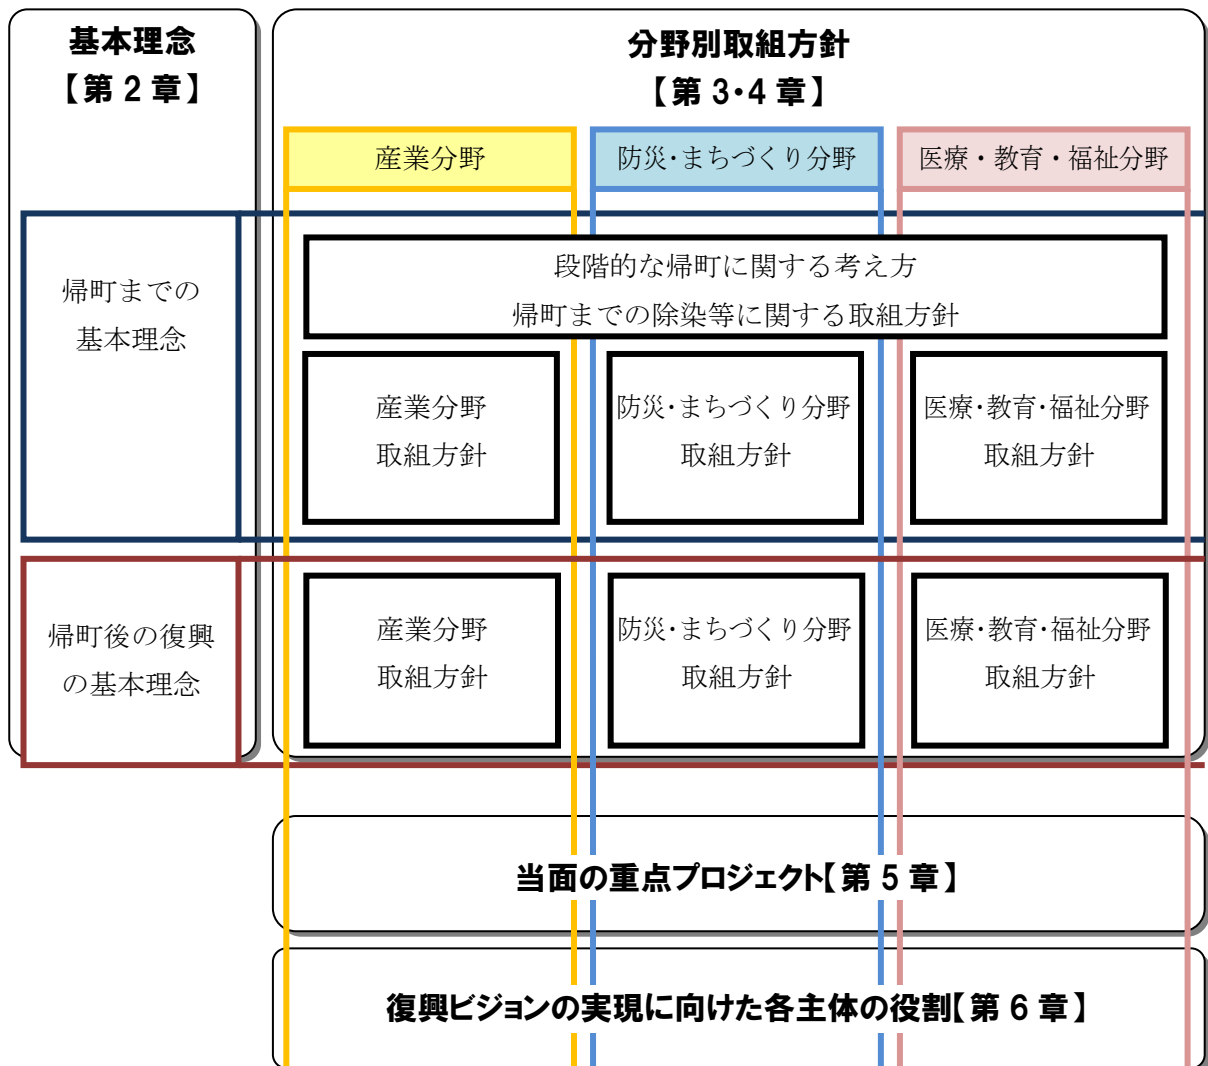 基本理念
【第2章】
分野別取組方針
【第3・4章】
産業分野
防災・まちづくり分野
医療・教育・福祉分野
帰町までの
基本理念
段階的な帰町に関する考え方
帰町までの除染等に関する取組方針
産業分野
取組方針
防災・まちづくり分野
取組方針
医療・教育・福祉分野
取組方針
帰町後の復興
の基本理念
産業分野
取組方針
防災・まちづくり分野
取組方針
医療・教育・福祉分野
取組方針
当面の重点プロジェクト【第5章】
復興ビジョンの実現に向けた各主体の役割【第6章】